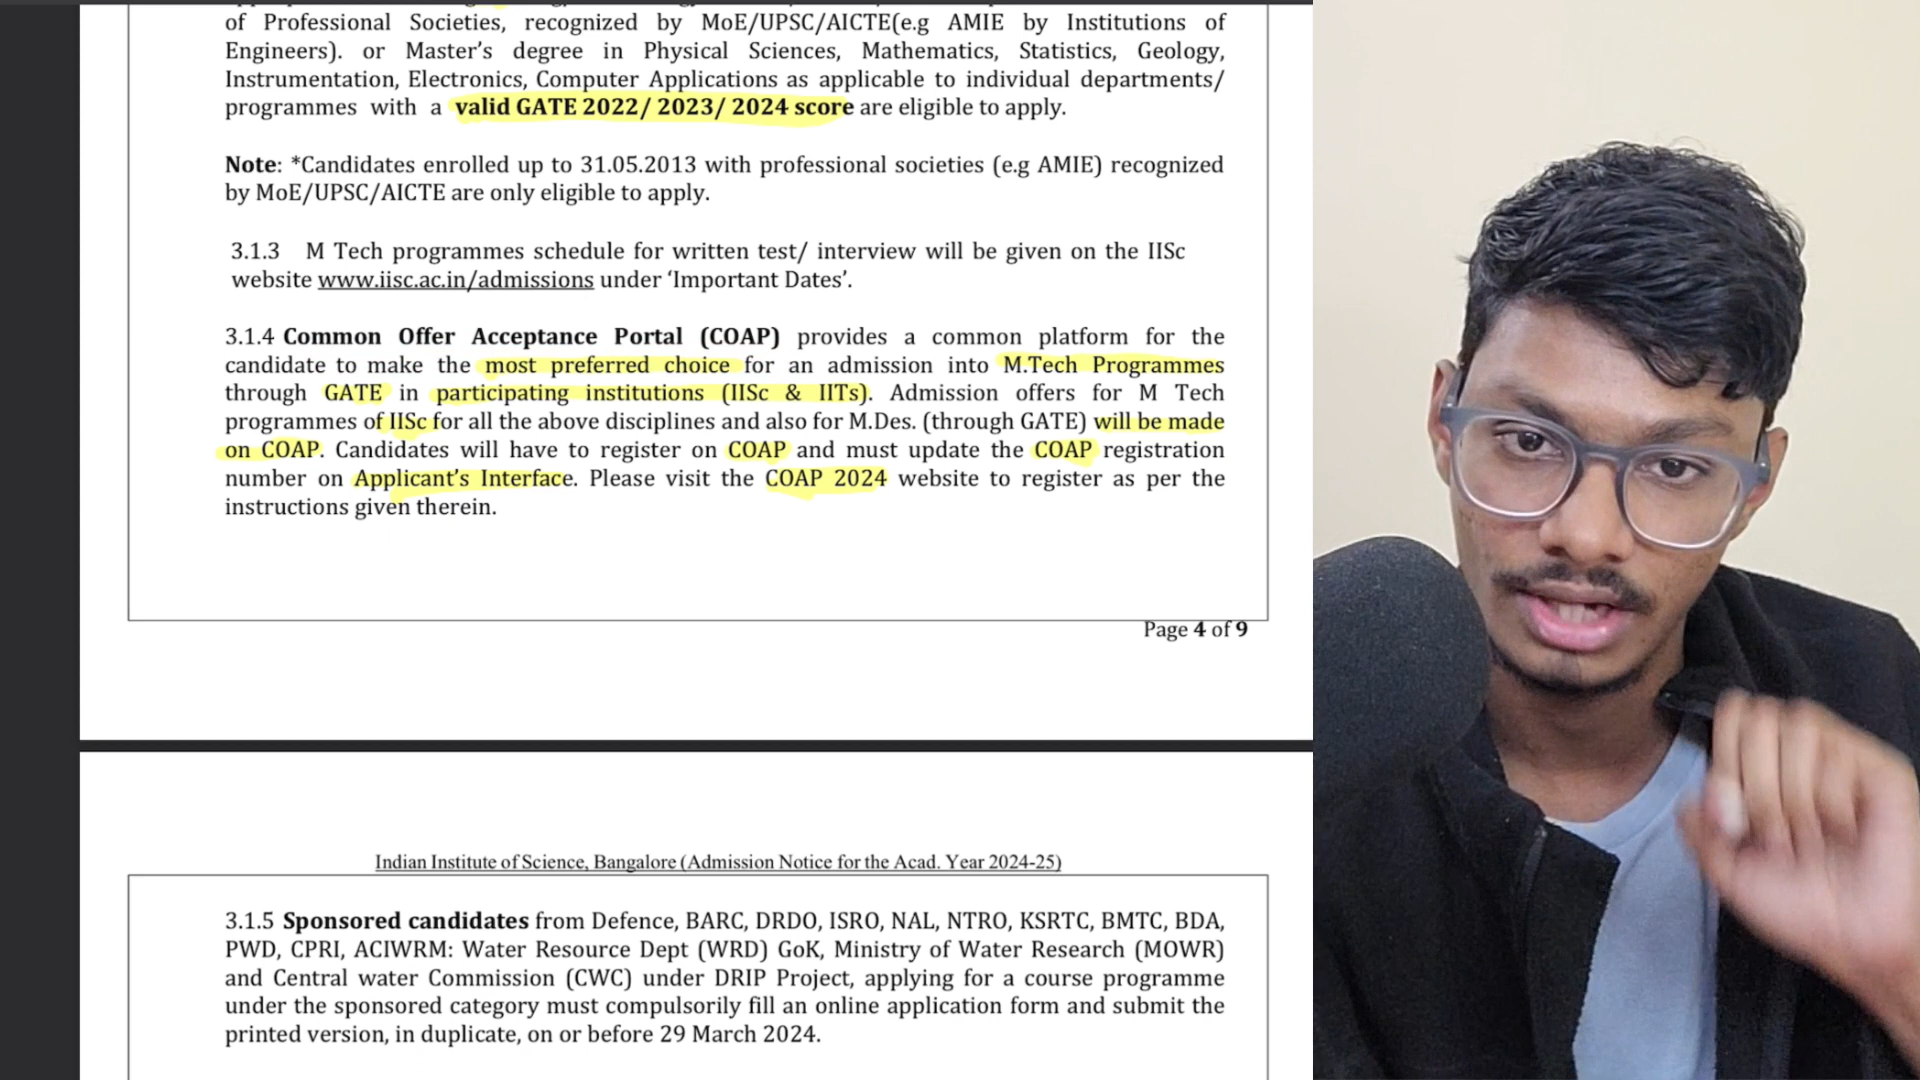 of Professional Societies, recognized by MoE/UPSC/AICTE(e.g AMIE by Institutions of
Engineers). or Master's degree in Physical Sciences, Mathematics, Statistics, Geology,
Instrumentation, Electronics, Computer Applications as applicable to individual departments/
programmes with a valid GATE 2022/ 2023/ 2024 score are eligible to apply.
Note: *Candidates enrolled up to 31.05.2013 with professional societies (e.g AMIE) recognized
by MoE/UPSC/AICTE are only eligible to apply.
3.1.3 M Tech programmes schedule for written test/ interview will be given on the IISc
website www.iisc.ac.in/admissions under ‘Important Dates’.
3.1.4 Common Offer Acceptance Portal (COAP) provides a common platform for the
candidate to make the most preferred choice for an admission into M.Tech Programmes
through GATE in participating institutions (IISc & IITs). Admission offers for M Tech
programmes of IISc for all the above disciplines and also for M.Des. (through GATE) will be made
on COAP. Candidates will have to register on COAP and must update the COAP registration
number on Applicant's Interface. Please visit the COAP 2024 website to register as per the
instructions given therein.
Page 4 of 9
Indian Institute of Science, Bangalore (Admission Notice for the Acad. Year 2024-25)
3.1.5 Sponsored candidates from Defence, BARC, DRDO, ISRO, NAL, NTRO, KSRTC, BMTC, BDA,
PWD, CPRI, ACIWRM: Water Resource Dept (WRD) GoK, Ministry of Water Research (MOWR)
and Central water Commission (CWC) under DRIP Project, applying for a course programme
under the sponsored category must compulsorily fill an online application form and submit the
printed version, in duplicate, on or before 29 March 2024.